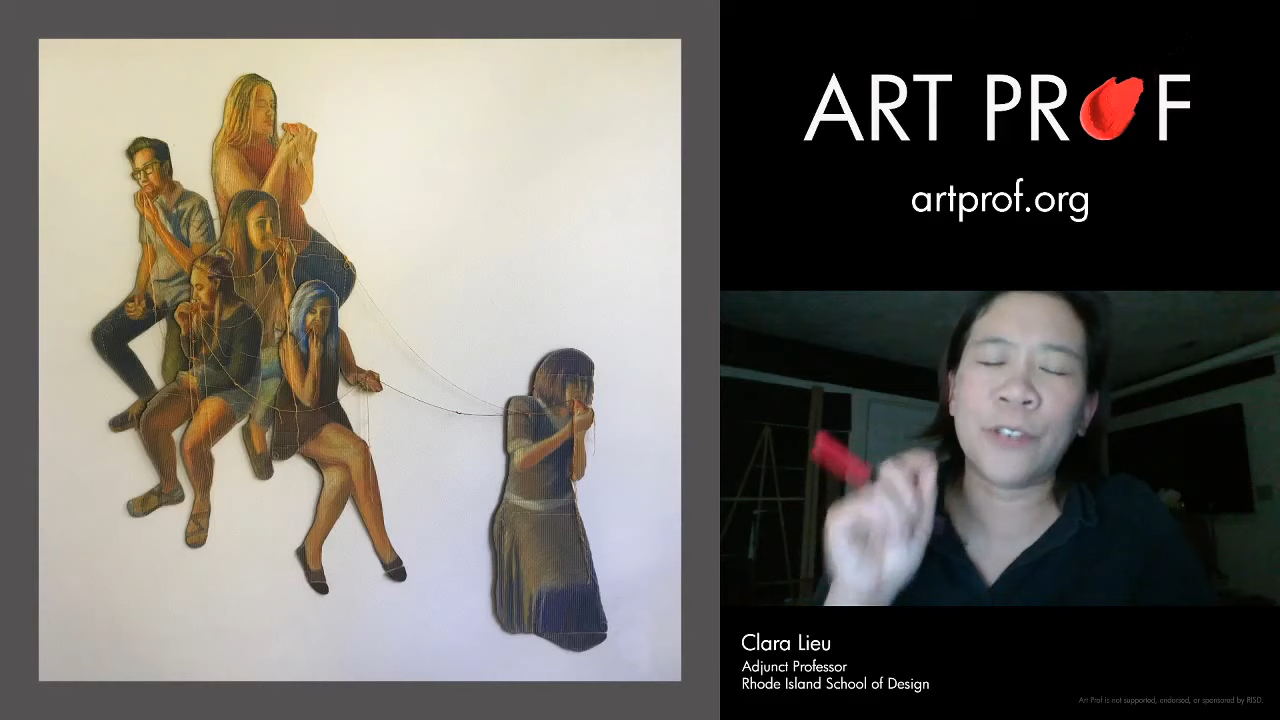 ART PROF
artprof.org
Clara Lieu
Adjunct Professor
Rhode Island School of Design
Art Prof is not supported, endorsed, or sponsored by RISD.